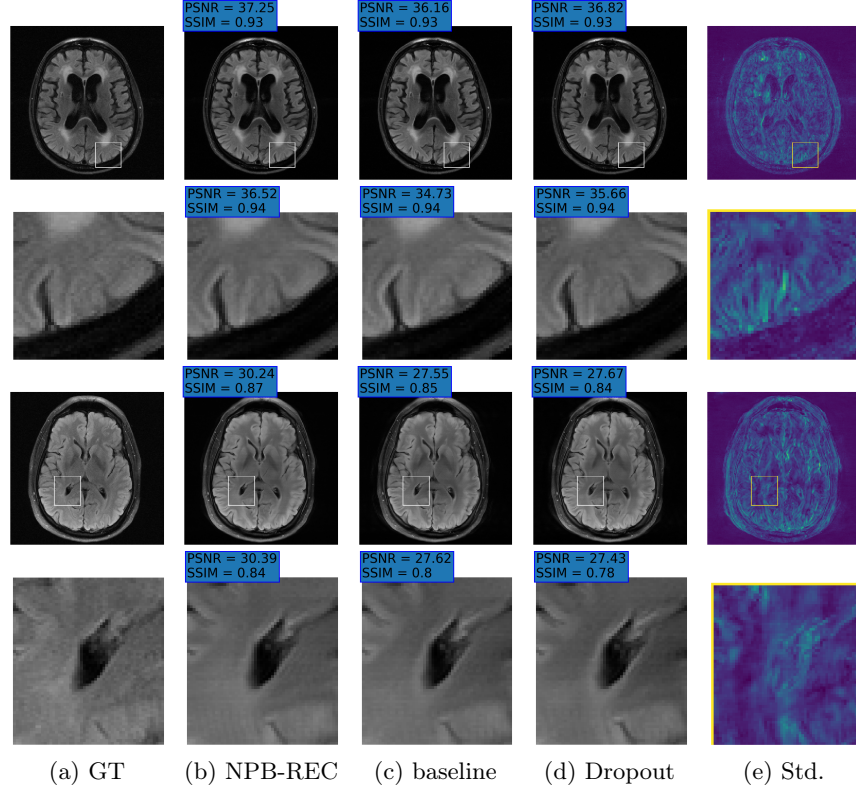 PSNR = 37.25
SSIM = 0.93
PSNR = 36.16
SSIM = 0.93
PSNR = 36.82
SSIM = 0.93
PSNR = 36.52
SSIM = 0.94
PSNR = 34.73
SSIM = 0.94
PSNR = 35.66
SSIM = 0.94
PSNR = 30.24
SSIM = 0.87
PSNR = 27.55
SSIM = 0.85
PSNR = 27.67
SSIM = 0.84
PSNR = 30.39
SSIM = 0.84
PSNR = 27.62
SSIM = 0.8
PSNR = 27.43
SSIM = 0.78
(a) GT
(b) NPB-REC
(c) baseline
(d) Dropout
(e) Std.